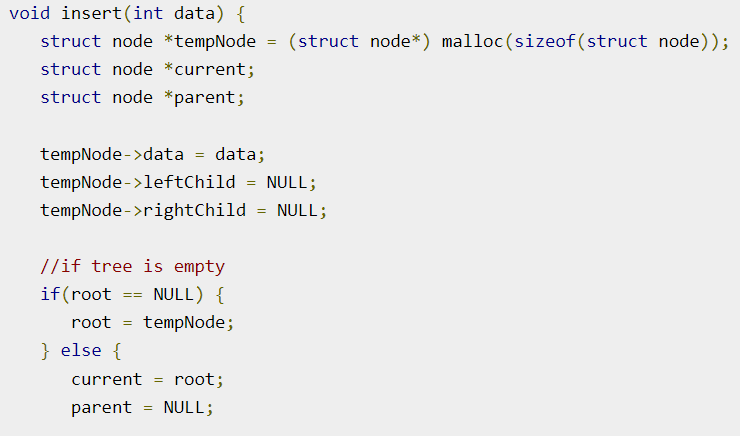 void insert(int data) {
   struct node *tempNode = (struct node*) malloc(sizeof(struct node));
   struct node *current;
   struct node *parent;

   tempNode->data = data;
   tempNode->leftChild = NULL;
   tempNode->rightChild = NULL;

   //if tree is empty
   if(root == NULL) {
      root = tempNode;
   } else {
      current = root;
      parent = NULL;